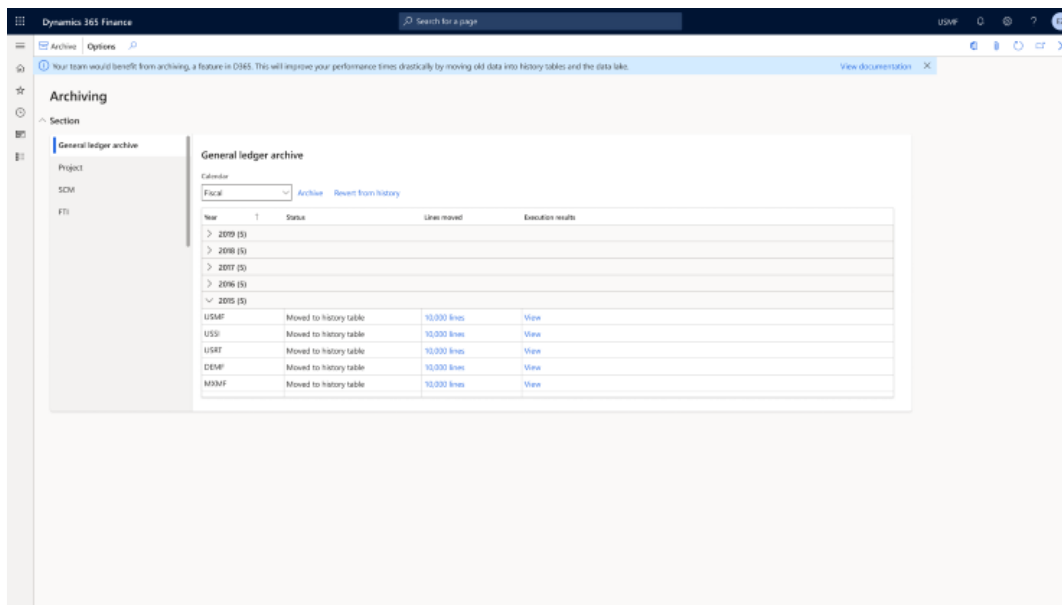 Dynamics 365 Finance
Search for a page
USMF
?
Archive Options
Your team would benefit from archiving, a feature in D365. This will improve your performance times drastically by moving old data into history tables and the data lake.
View documentation
Archiving
Section
General ledger archive
Project
SCM
FTI
General ledger archive
Calendar
Fiscal Archive Revert from history
Year Status Lines moved Execution results
2019 (5)
2018 (5)
2017 (5)
2016 (5)
2015 (5)
USMF Moved to history table 10,000 lines View
USSI Moved to history table 10,000 lines View
USRT Moved to history table 10,000 lines View
DEMF Moved to history table 10,000 lines View
MXMF Moved to history table 10,000 lines View